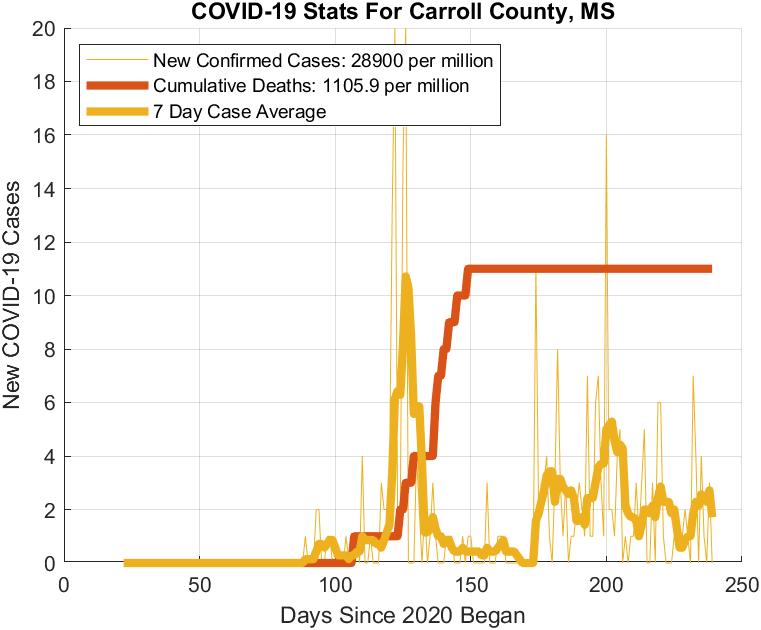 COVID-19 Stats For Carroll County, MS
New Confirmed Cases: 28900 per million
Cumulative Deaths: 1105.9 per million
7 Day Case Average
New COVID-19 Cases
20
18
16
14
12
10
8
6
4
2
0
0 50 100 150 200 250
Days Since 2020 Began